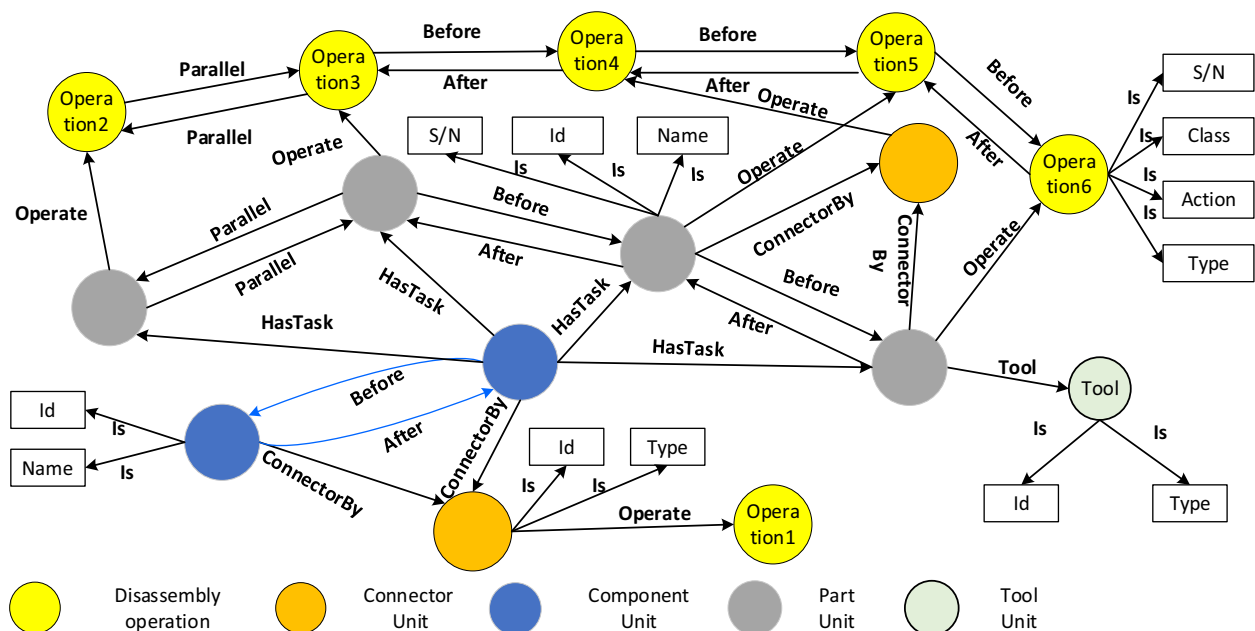 Before
Before
Opera
tion3
Opera
tion4
Opera
tion5
Parallel
Before
S/N
Opera
tion2
After
After
Operate
Is
Parallel
Operate
S/N
Id
Name
After
Is
Class
Opera
tion6
Is
Is
Is
Is
Action
Is
Operate
Before
Operate
Parallel
ConnectorBy
Connector
By
Operate
Type
After
Parallel
HasTask
HasTask
Before
HasTask
After
HasTask
Tool
Tool
Before
Id
Is
After
ConnectorBy
Is
Is
Name
Is
ConnectorBy
Id
Type
Is
Is
Operate
Opera
tion1
Id
Type
Disassembly
operation
Connector
Unit
Component
Unit
Part
Unit
Tool
Unit